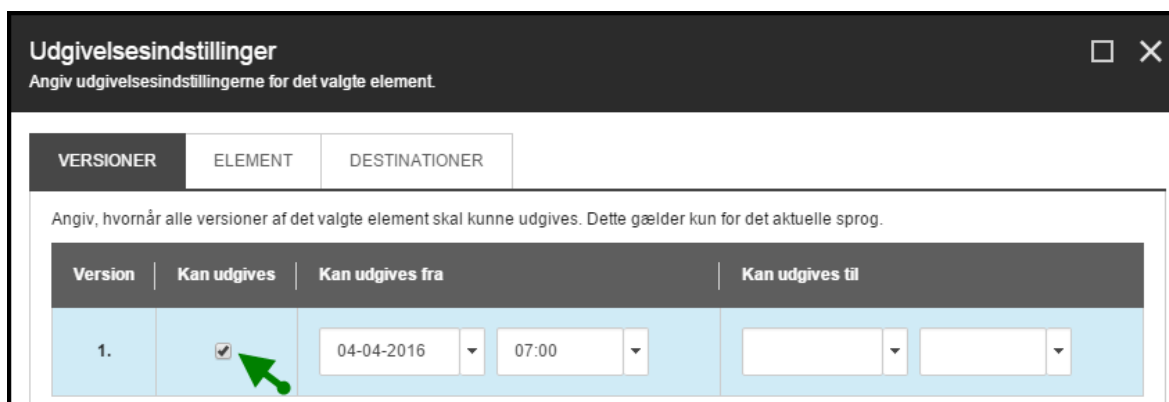 Udgivelsesindstillinger
Angiv udgivelsesindstillingerne for det valgte element.
VERSIONER ELEMENT DESTINATIONER
Angiv, hvornår alle versioner af det valgte element skal kunne udgives. Dette gælder kun for det aktuelle sprog.
Version Kan udgives Kan udgives fra Kan udgives til
1. 04-04-2016 07:00